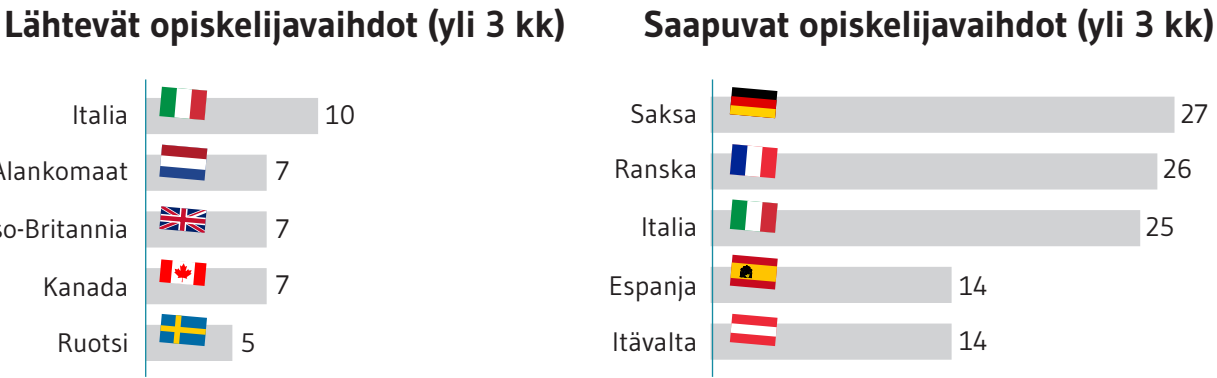 Lähtevät opiskelijavaihdot (yli 3 kk)
Italia 10
Alankomaat 7
so-Britannia 7
Kanada 7
Ruotsi 5
Saapuvat opiskelijavaihdot (yli 3 kk)
Saksa 27
Ranska 26
Italia 25
Espanja 14
Itävalta 14